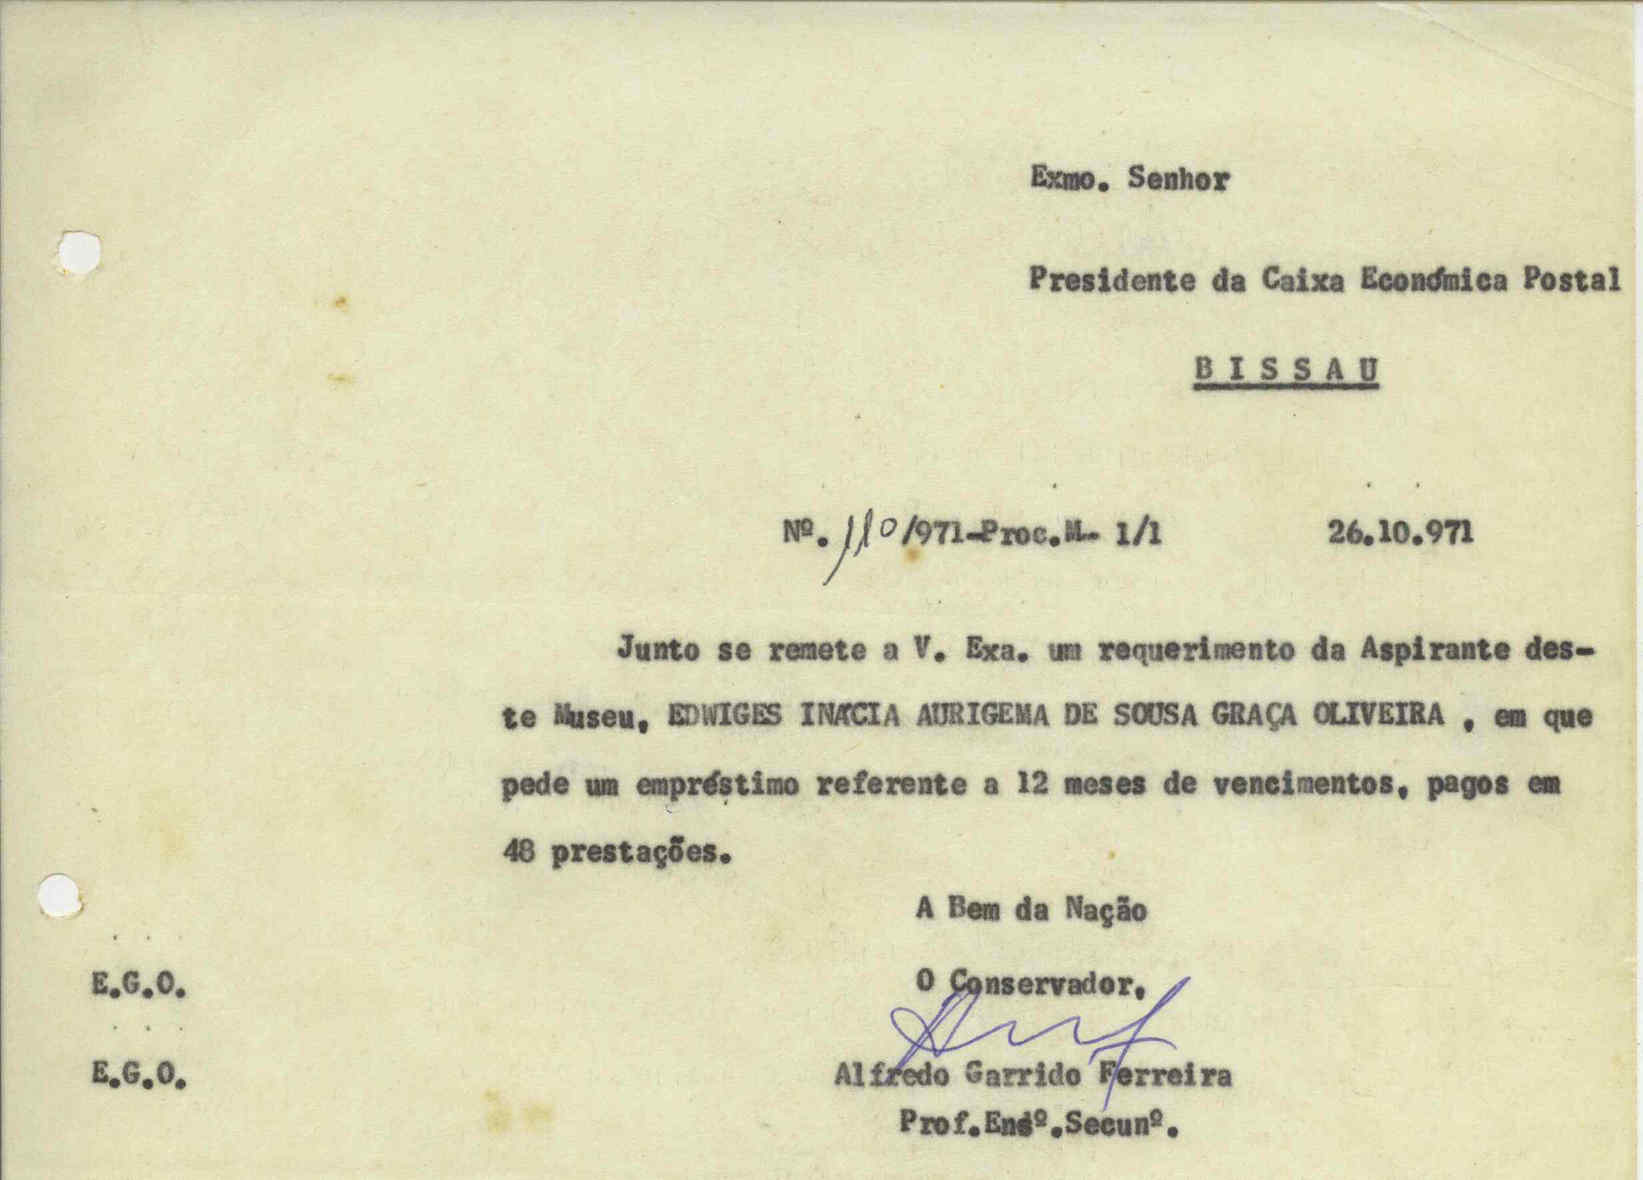 Exmo. Senhor
Presidente da Caixa Económica Postal
B I S S A U
Nº. 110/971-Proc.M- 1/1 26.10.971
Junto se remete a V. Exa. um requerimento da Aspirante des-
te Museu, EDWIGES INÁCIA AURIGEMA DE SOUSA GRAÇA OLIVEIRA , em que
pede um empréstimo referente a 12 meses de vencimentos, pagos em
48 prestações.
A Bem da Nação
E.G.O. O Conservador,
E.G.O. Alfredo Garrido Ferreira
Prof.Ensº.Secunº.